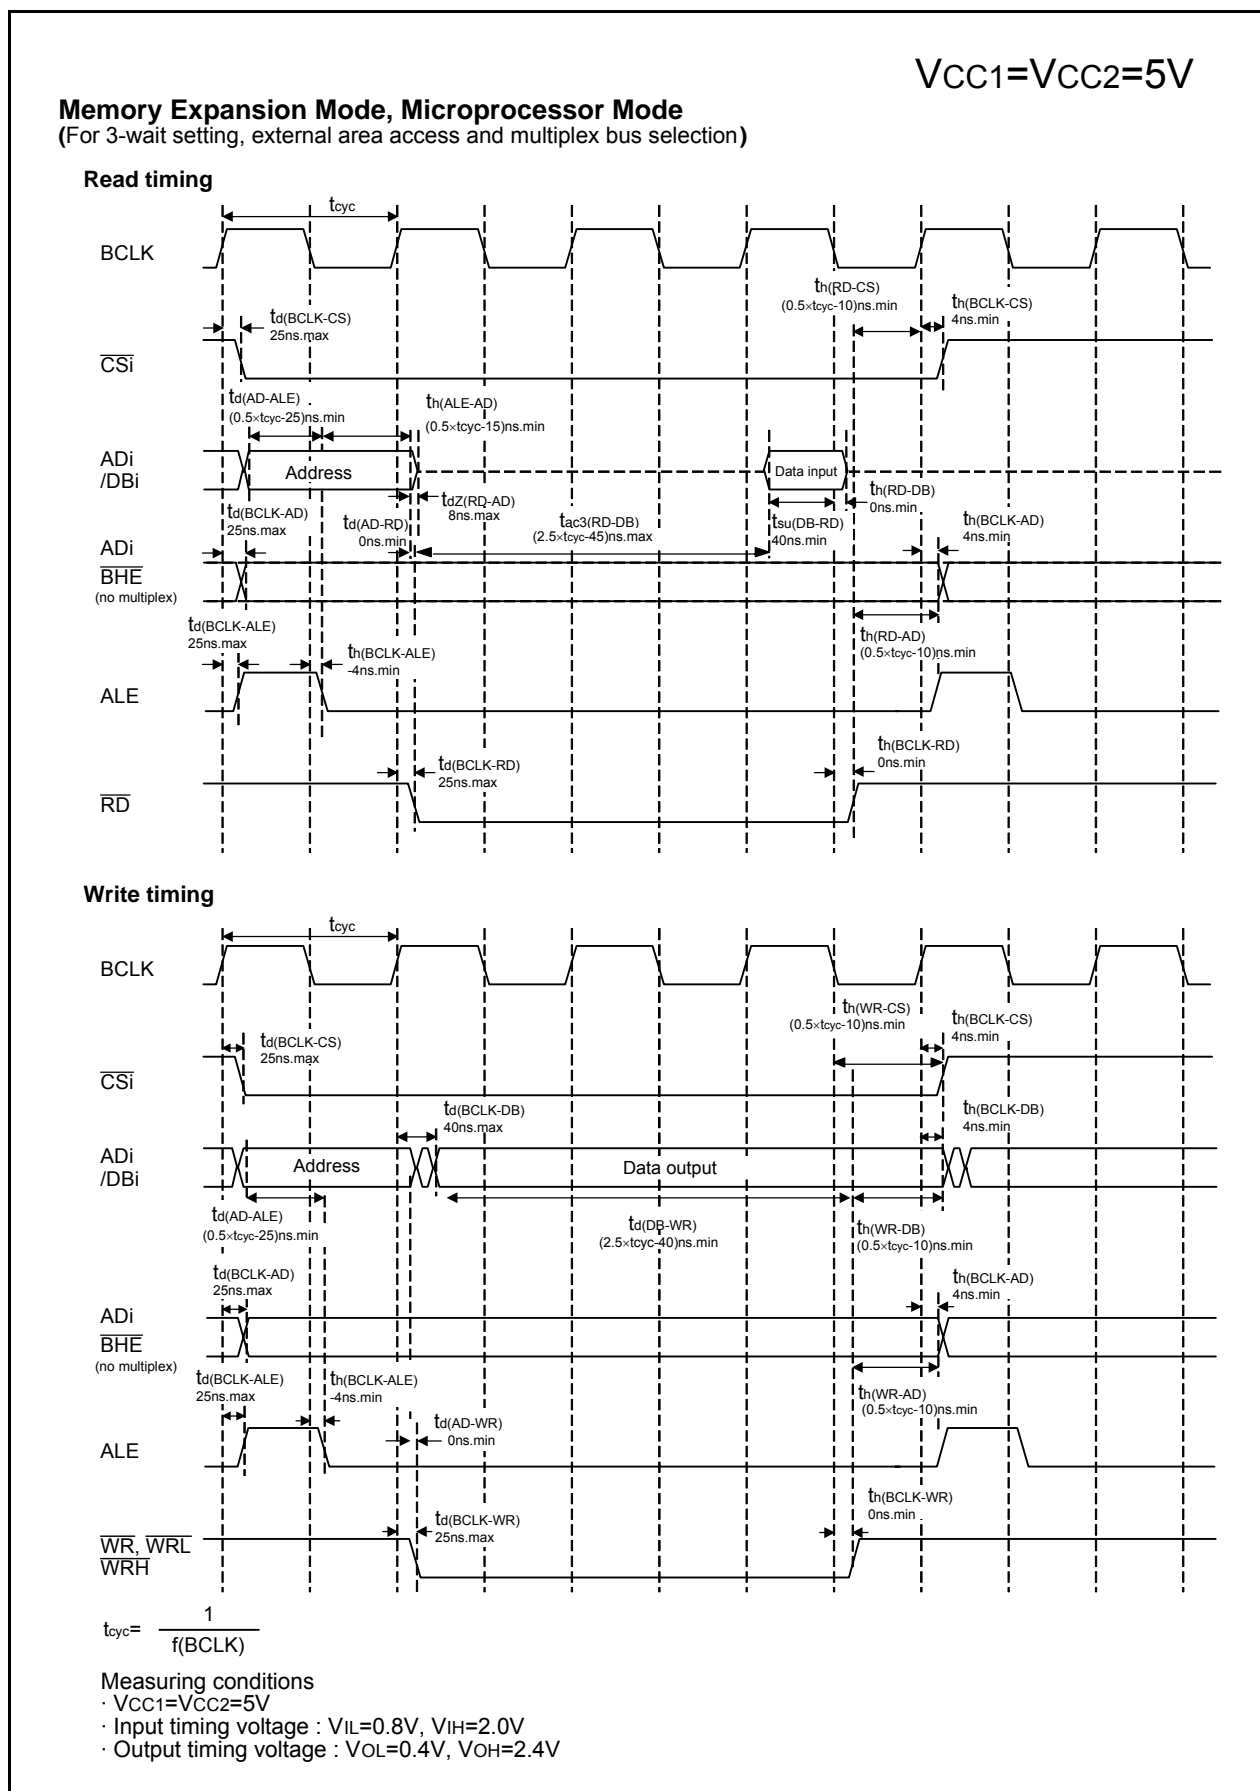 VCC1=VCC2=5V
Memory Expansion Mode, Microprocessor Mode
(For 3-wait setting, external area access and multiplex bus selection)
Read timing
tcyc
BCLK
th(RD-CS)
(0.5×tcyc-10)ns.min
td(BCLK-CS)
25ns.max
th(BCLK-CS)
4ns.min
CSi
td(AD-ALE)
(0.5×tcyc-25)ns.min
th(ALE-AD)
(0.5×tcyc-15)ns.min
ADi
/DBi
Address
Data input
tdZ(RD-AD)
8ns.max
th(RD-DB)
0ns.min
td(BCLK-AD)
25ns.max
td(AD-RD)
0ns.min
tac3(RD-DB)
(2.5×tcyc-45)ns.max
tsu(DB-RD)
40ns.min
th(BCLK-AD)
4ns.min
ADi
BHE
(no multiplex)
td(BCLK-ALE)
25ns.max
th(BCLK-ALE)
-4ns.min
th(RD-AD)
(0.5×tcyc-10)ns.min
ALE
td(BCLK-RD)
25ns.max
th(BCLK-RD)
0ns.min
RD
Write timing
tcyc
BCLK
th(WR-CS)
(0.5×tcyc-10)ns.min
td(BCLK-CS)
25ns.max
th(BCLK-CS)
4ns.min
CSi
td(BCLK-DB)
40ns.max
th(BCLK-DB)
4ns.min
ADi
/DBi
Address
Data output
td(AD-ALE)
(0.5×tcyc-25)ns.min
td(DB-WR)
(2.5×tcyc-40)ns.min
th(WR-DB)
(0.5×tcyc-10)ns.min
td(BCLK-AD)
25ns.max
th(BCLK-AD)
4ns.min
ADi
BHE
(no multiplex)
td(BCLK-ALE)
25ns.max
th(BCLK-ALE)
-4ns.min
th(WR-AD)
(0.5×tcyc-10)ns.min
td(AD-WR)
0ns.min
ALE
td(BCLK-WR)
25ns.max
th(BCLK-WR)
0ns.min
WR, WRL
WRH
tcyc= 1
f(BCLK)
Measuring conditions
· VCC1=VCC2=5V
· Input timing voltage : VIL=0.8V, VIH=2.0V
· Output timing voltage : VOL=0.4V, VOH=2.4V